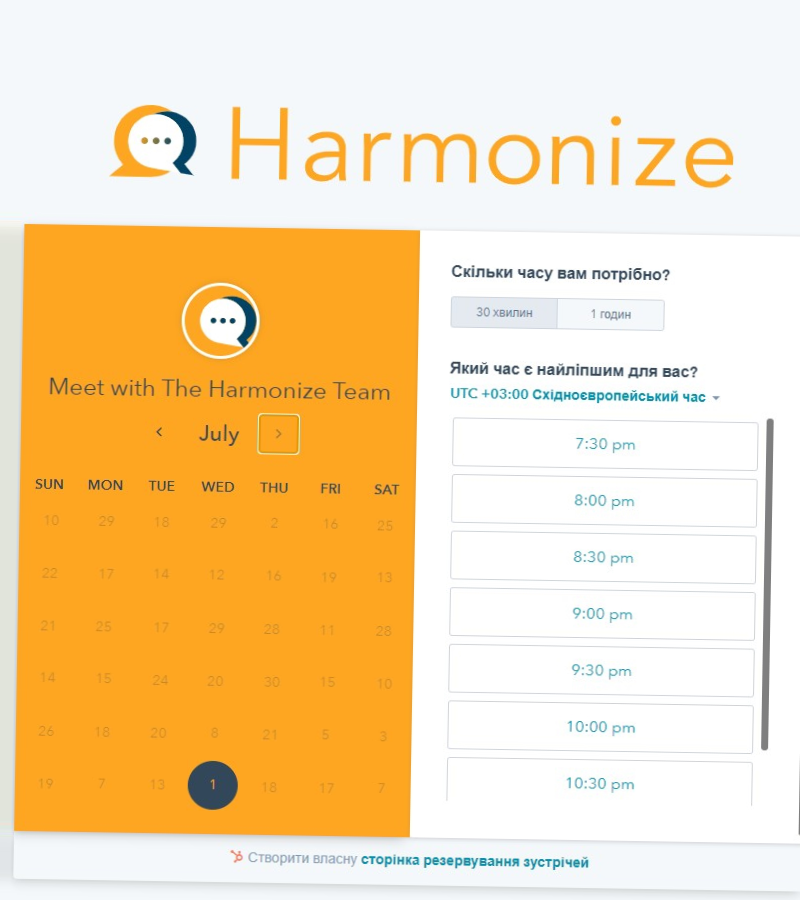 Harmonize
Meet with The Harmonize Team
July
SUN MON TUE WED THU FRI SAT
10 29 18 29 2 16 25
22 17 14 12 16 19 13
21 25 17 29 28 11 28
14 15 24 20 30 15 10
26 18 20 8 21 5 3
19 7 13 1 18 17 7
Скільки часу вам потрібно?
30 хвилин 1 годин
Який час є найліпшим для вас?
UTC +03:00 Східноєвропейський час
7:30 pm
8:00 pm
8:30 pm
9:00 pm
9:30 pm
10:00 pm
10:30 pm
Створити власну сторінка резервування зустрічей